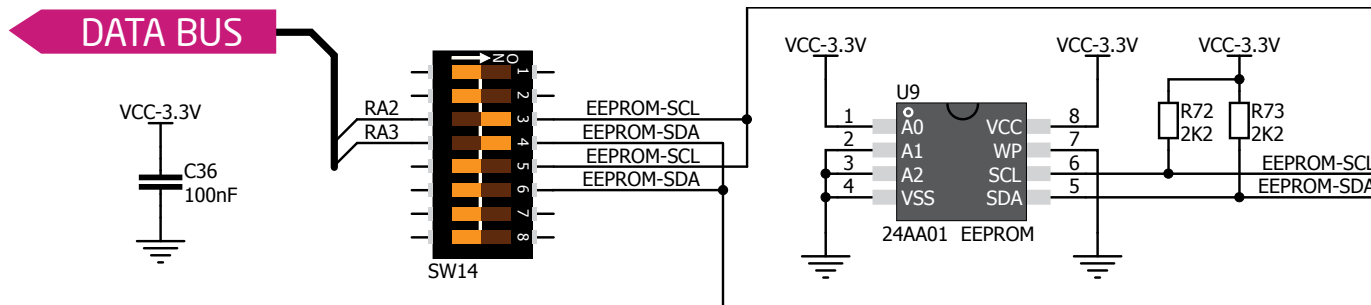 DATA BUS
VCC-3.3V
C36
100nF
RA2
RA3
ON
1
2
3
4
5
6
7
8
SW14
EEPROM-SCL
EEPROM-SDA
EEPROM-SCL
EEPROM-SDA
VCC-3.3V
VCC-3.3V
VCC-3.3V
U9
1 A0 VCC 8
2 A1 WP 7
3 A2 SCL 6
4 VSS SDA 5
24AA01 EEPROM
R72
2K2
R73
2K2
EEPROM-SCL
EEPROM-SDA